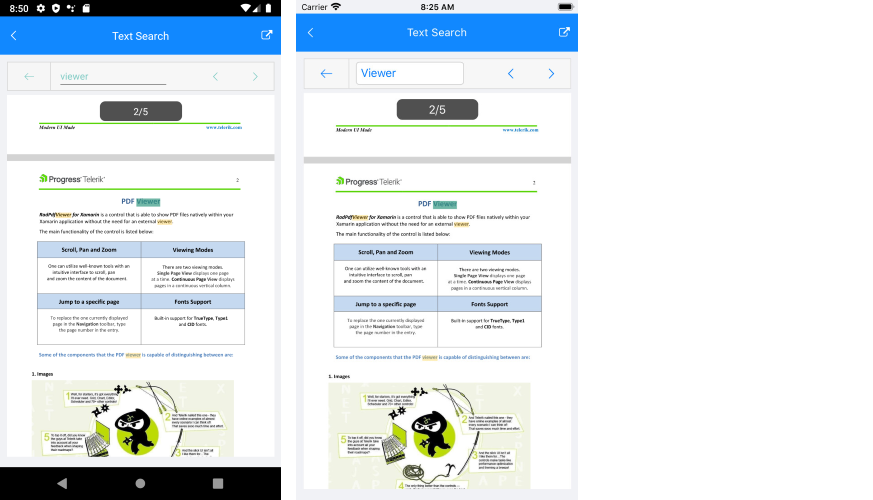 8:50
Text Search
viewer
2/5
Modern UI Made
www.telerik.com
Progress Telerik
2
PDF Viewer
RadPdfViewer for Xamarin is a control that is able to show PDF files natively within your
Xamarin application without the need for an external viewer.
The main functionality of the control is listed below:
Scroll, Pan and Zoom
Viewing Modes
One can utilize well-known tools with an
intuitive interface to scroll, pan
and zoom the content of the document.
There are two viewing modes.
Single Page View displays one page
at a time. Continuous Page View displays
pages in a continuous vertical column.
Jump to a specific page
Fonts Support
To replace the one currently displayed
page in the Navigation toolbar, type
the page number in the entry.
Built-in support for TrueType, Type1
and CID fonts.
Some of the components that the PDF viewer is capable of distinguishing between are:
1. Images
Carrier
8:25 AM
Text Search
Viewer
2/5
Modern UI Made
www.telerik.com
Progress Telerik
2
PDF Viewer
RadPdfViewer for Xamarin is a control that is able to show PDF files natively within your
Xamarin application without the need for an external viewer.
The main functionality of the control is listed below:
Scroll, Pan and Zoom
Viewing Modes
One can utilize well-known tools with an
intuitive interface to scroll, pan
and zoom the content of the document.
There are two viewing modes.
Single Page View displays one page
at a time. Continuous Page View displays
pages in a continuous vertical column.
Jump to a specific page
Fonts Support
To replace the one currently displayed
page in the Navigation toolbar, type
the page number in the entry.
Built-in support for TrueType, Type1
and CID fonts.
Some of the components that the PDF viewer is capable of distinguishing between are:
1. Images